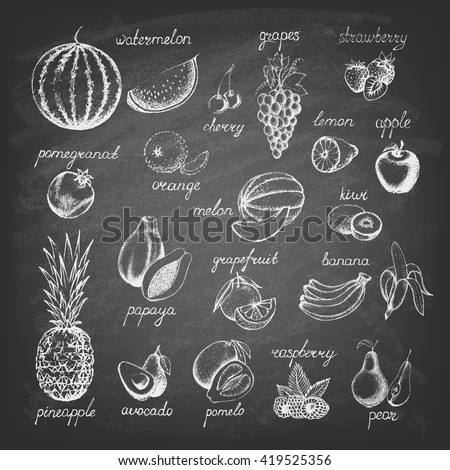 watermelon
grapes
strawberry
cherry
lemon
apple
pomegranat
orange
melon
kiwi
papaya
grapefruit
banana
pineapple
avocado
pomelo
raspberry
pear
shutterstock
www.shutterstock.com · 419525356